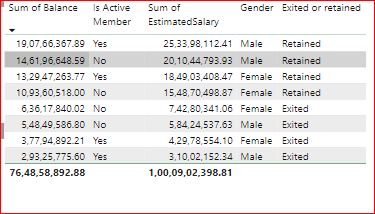 Sum of Balance Is Active Member Sum of EstimatedSalary Gender Exited or retained
19,07,66,367.89 Yes 25,33,98,112.41 Male Retained
14,61,96,648.59 No 20,10,44,793.93 Male Retained
13,29,47,263.77 Yes 18,49,03,408.47 Female Retained
10,93,60,518.00 No 15,48,70,498.87 Female Retained
6,36,17,840.02 No 7,42,80,341.06 Female Exited
5,48,49,586.80 No 5,84,24,537.63 Male Exited
3,77,94,892.21 Yes 4,29,78,554.10 Female Exited
2,93,25,775.60 Yes 3,10,02,152.34 Male Exited
76,48,58,892.88 1,00,09,02,398.81